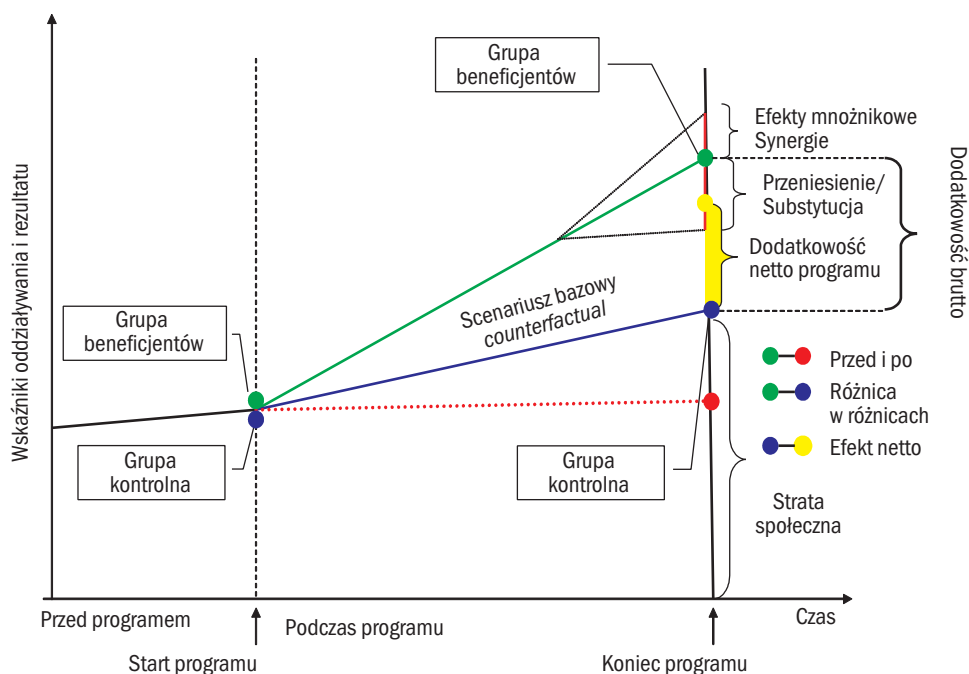 Wskaźniki oddziaływania i rezultatu
Grupa
beneficjentów
Efekty mnożnikowe
Synergie
Przeniesienie/
Substytucja
Dodatkowość
netto programu
Dodatkowość brutto
Scenariusz bazowy
counterfactual
Grupa
beneficjentów
Grupa
kontrolna
Grupa
kontrolna
Przed i po
Różnica
w różnicach
Efekt netto
Strata
społeczna
Przed programem
Podczas programu
Czas
Start programu
Koniec programu